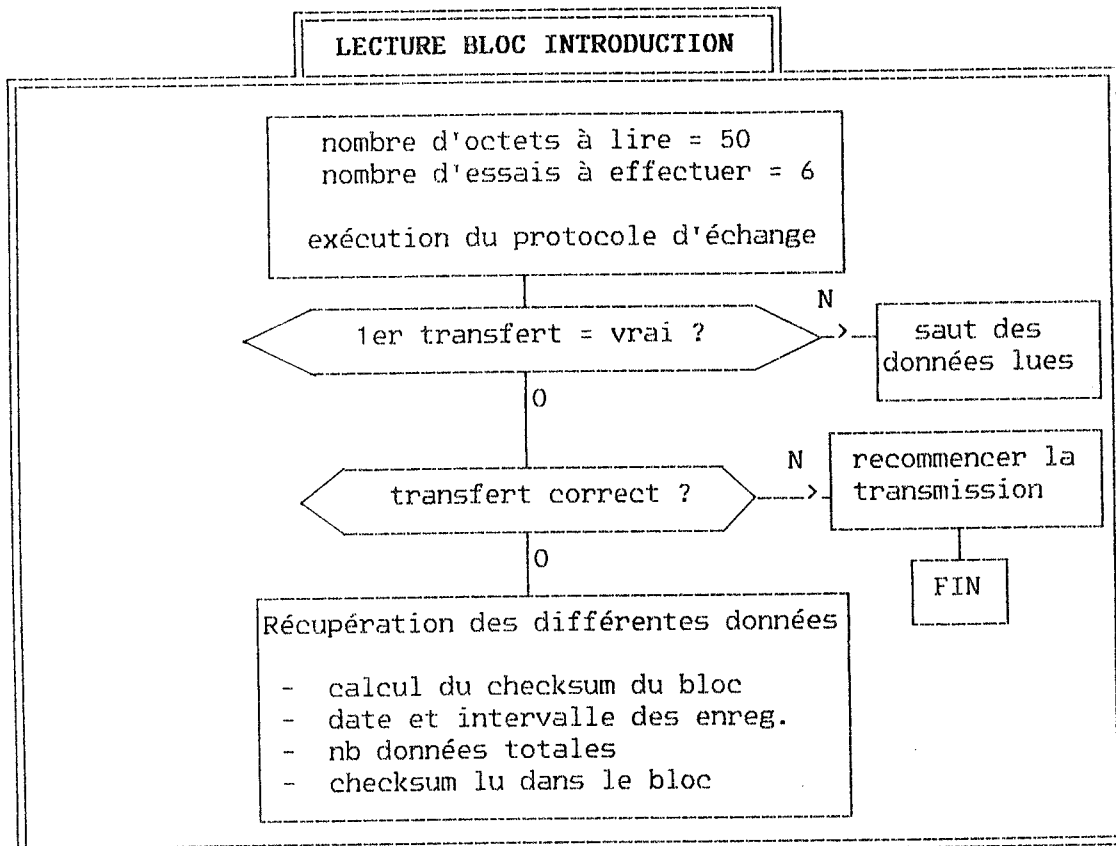 LECTURE BLOC INTRODUCTION
nombre d'octets à lire = 50
nombre d'essais à effectuer = 6
exécution du protocole d'échange
N
1er transfert = vrai ?
saut des
données lues
O
N
recommencer la
transmission
transfert correct ?
O
FIN
Récupération des différentes données
- calcul du checksum du bloc
- date et intervalle des enreg.
- nb données totales
- checksum lu dans le bloc